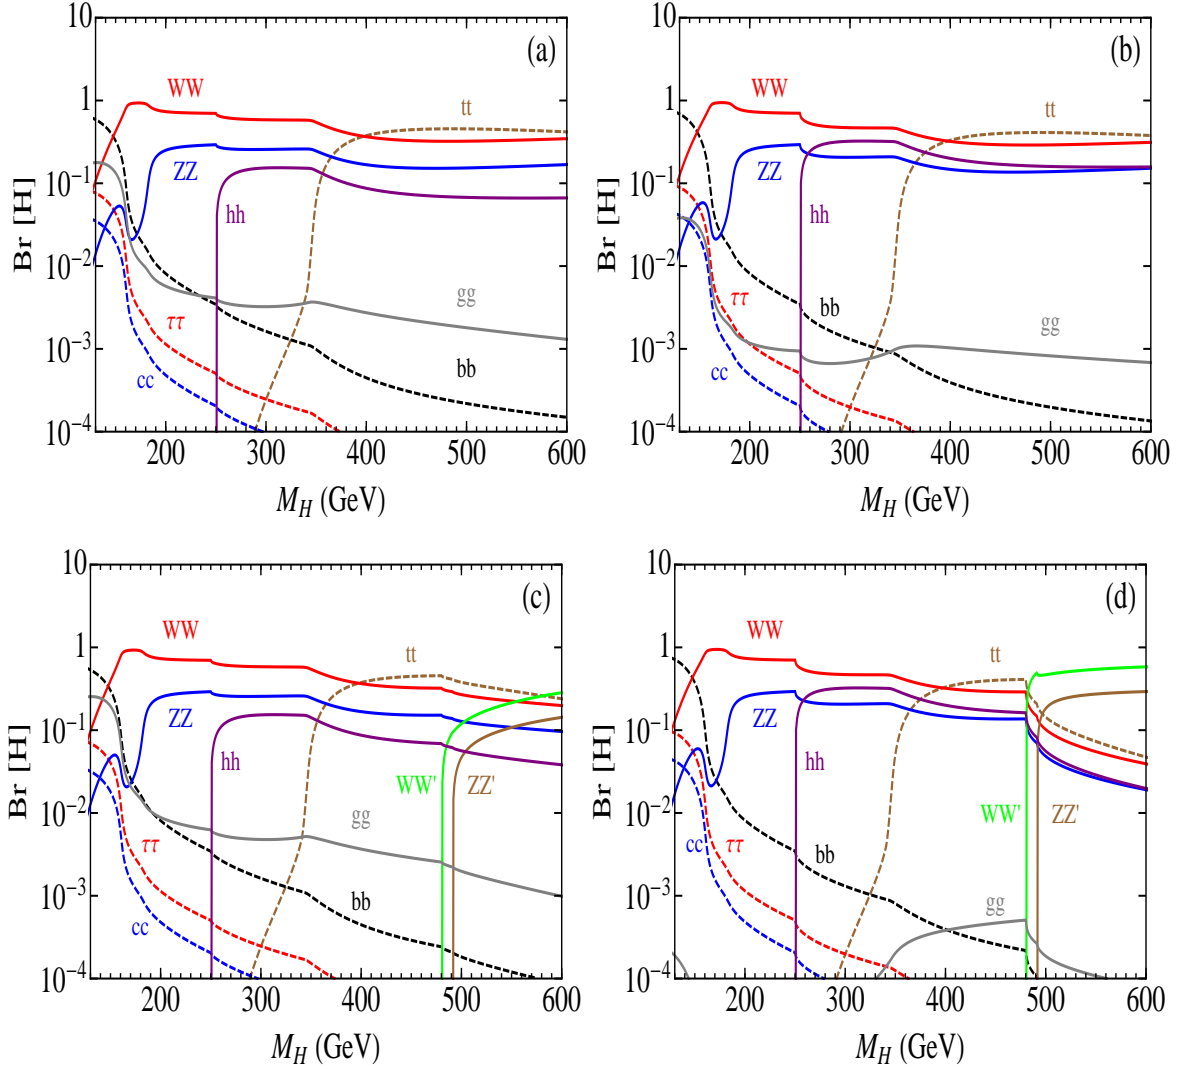 (a)
Br [H]
10
1
10⁻¹
10⁻²
10⁻³
10⁻⁴
WW
tt
ZZ
hh
gg
ττ
bb
cc
200 300 400 500 600
M_H (GeV)
(b)
Br [H]
10
1
10⁻¹
10⁻²
10⁻³
10⁻⁴
WW
tt
ZZ
hh
bb
gg
ττ
cc
200 300 400 500 600
M_H (GeV)
(c)
Br [H]
10
1
10⁻¹
10⁻²
10⁻³
10⁻⁴
WW
tt
ZZ
hh
WW' ZZ'
gg
ττ
bb
cc
200 300 400 500 600
M_H (GeV)
(d)
Br [H]
10
1
10⁻¹
10⁻²
10⁻³
10⁻⁴
WW
tt
ZZ
hh
WW' ZZ'
cc ττ
bb
gg
200 300 400 500 600
M_H (GeV)